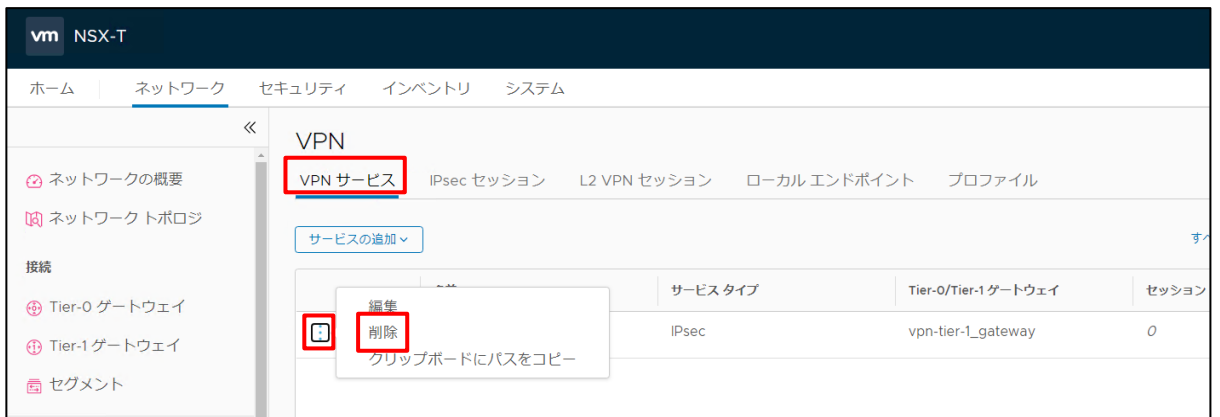 vm NSX-T
ホーム ネットワーク セキュリティ インベントリ システム
VPN
VPN サービス IPsec セッション L2 VPN セッション ローカル エンドポイント プロファイル
ネットワークの概要
ネットワーク トポロジ
接続
Tier-0 ゲートウェイ
Tier-1 ゲートウェイ
セグメント
サービスの追加
サービス タイプ Tier-0/Tier-1 ゲートウェイ セッション
IPsec vpn-tier-1_gateway 0
編集
削除
クリップボードにパスをコピー